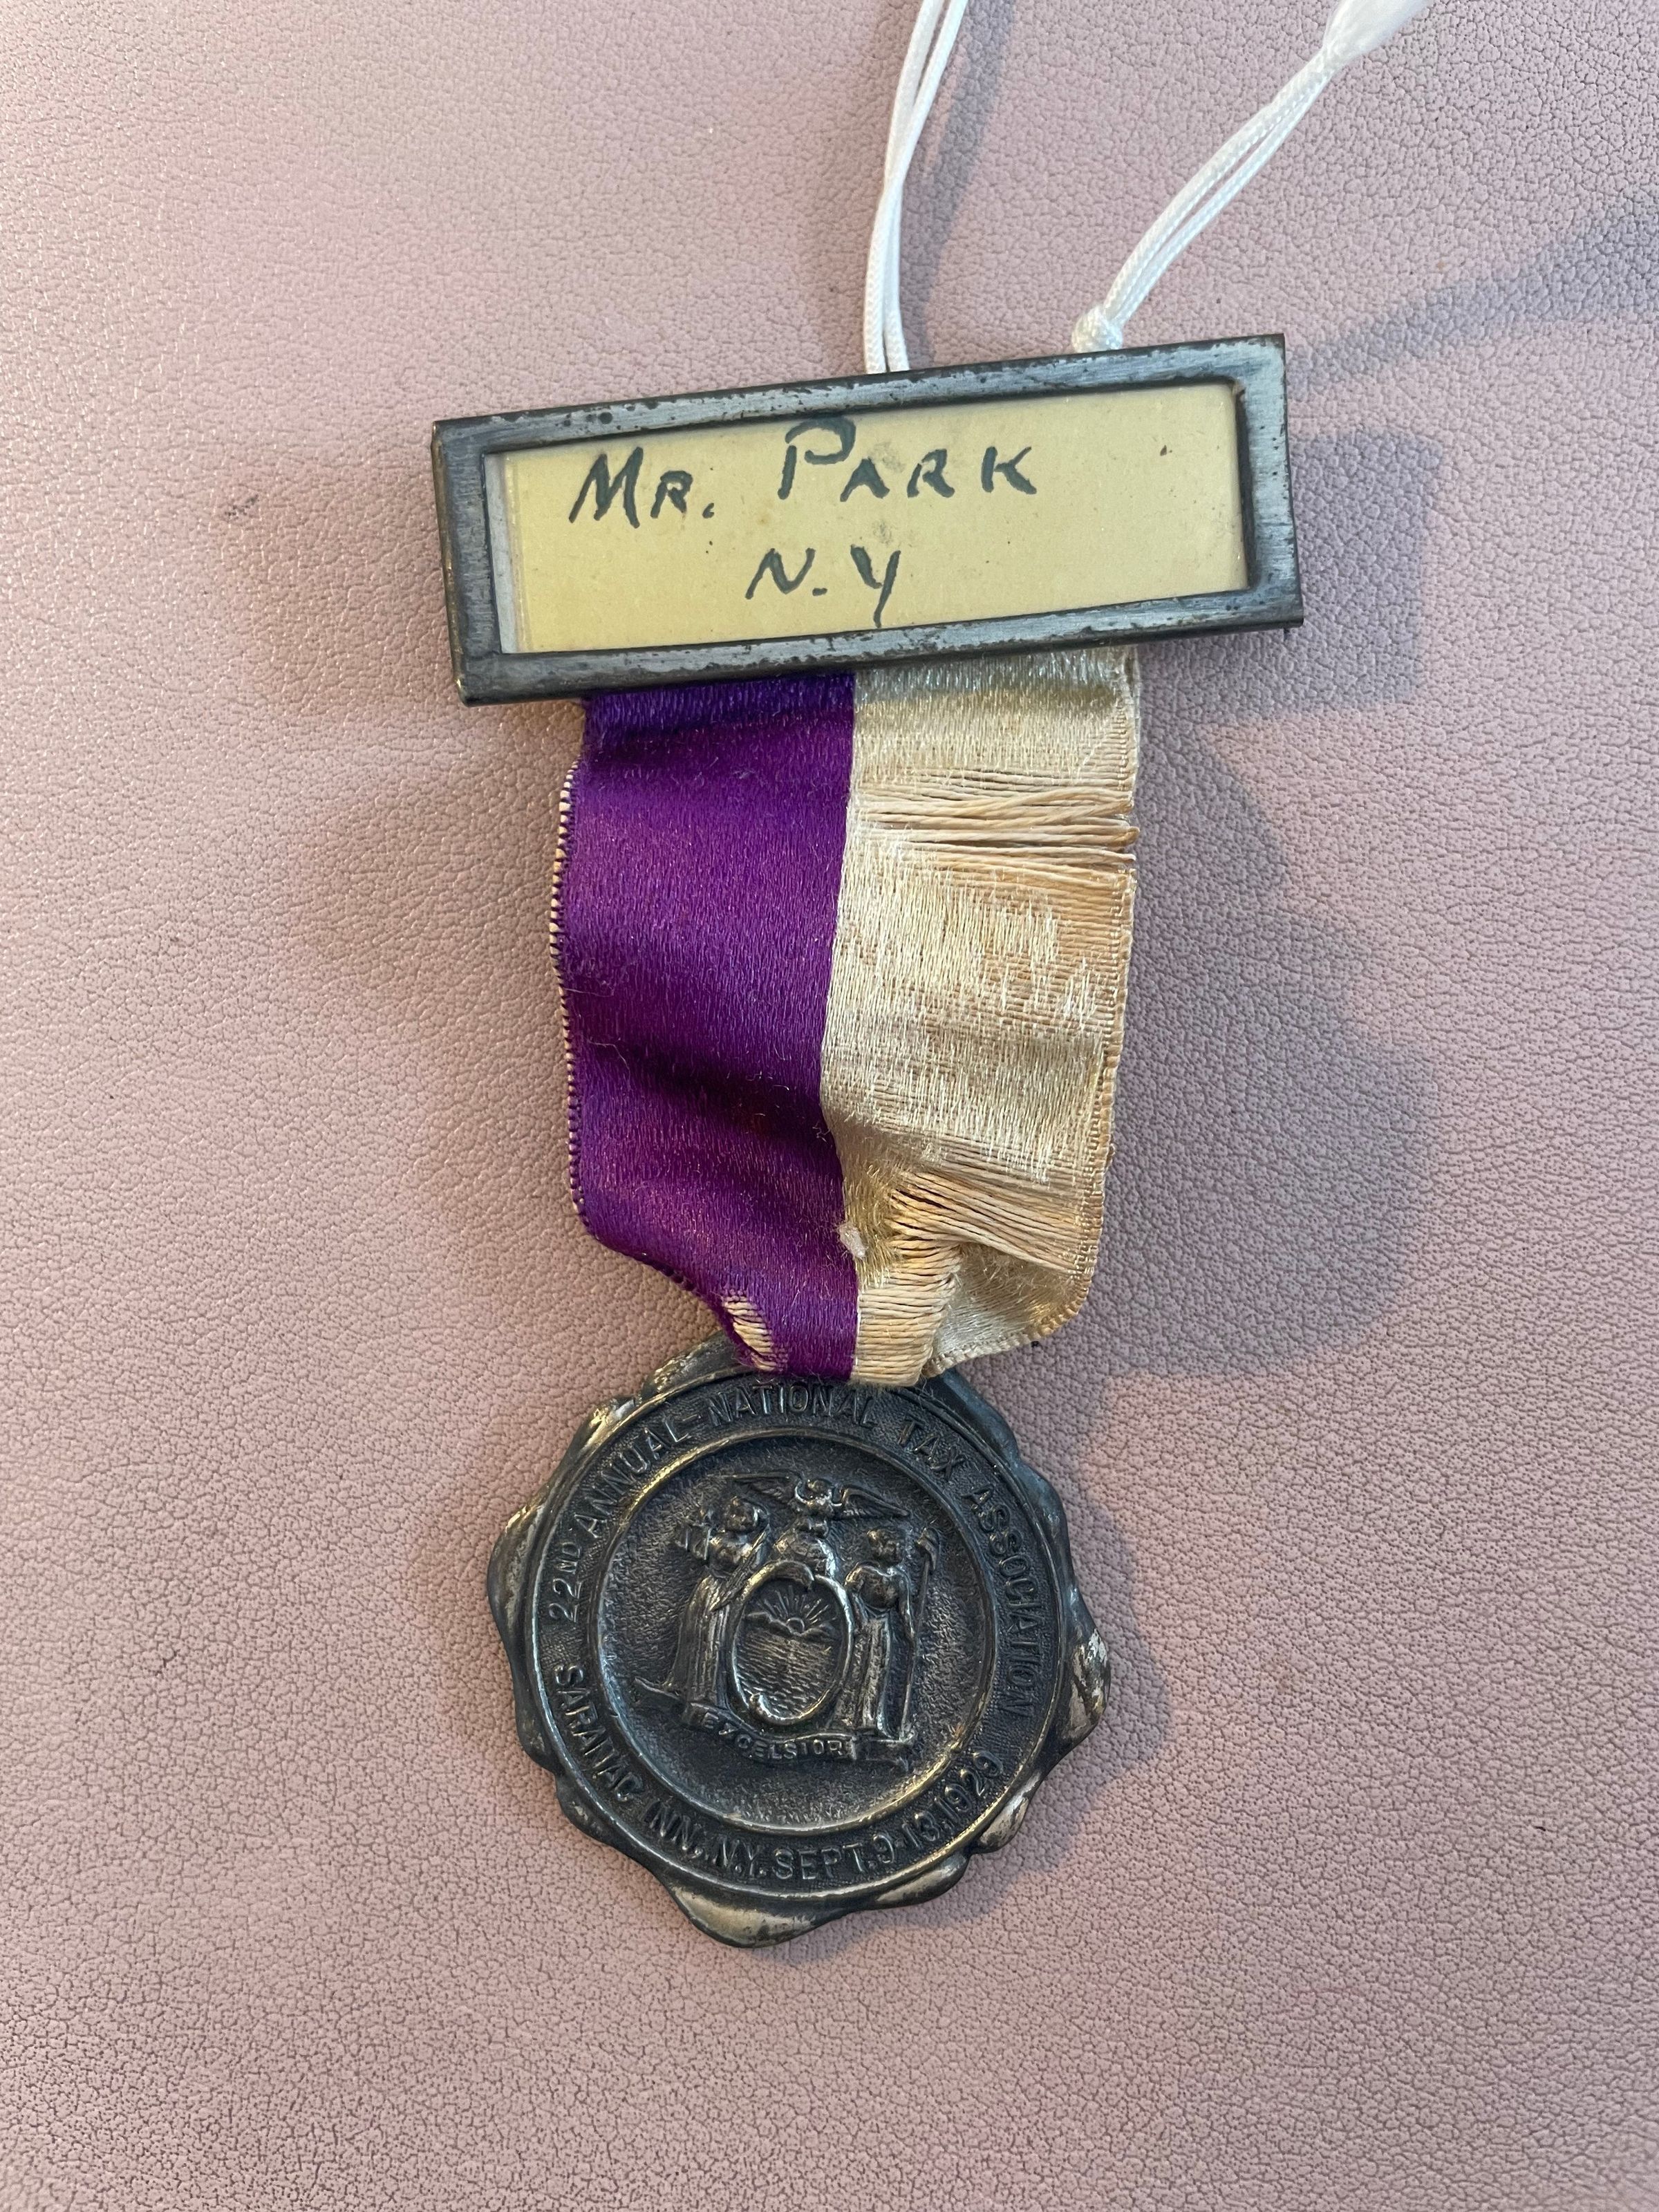 MR. PARK
N.Y
22ND ANNUAL-NATIONAL TAX ASSOCIATION
EXCELSIOR
SARANAC INN, N.Y. SEPT. 9-13, 1929